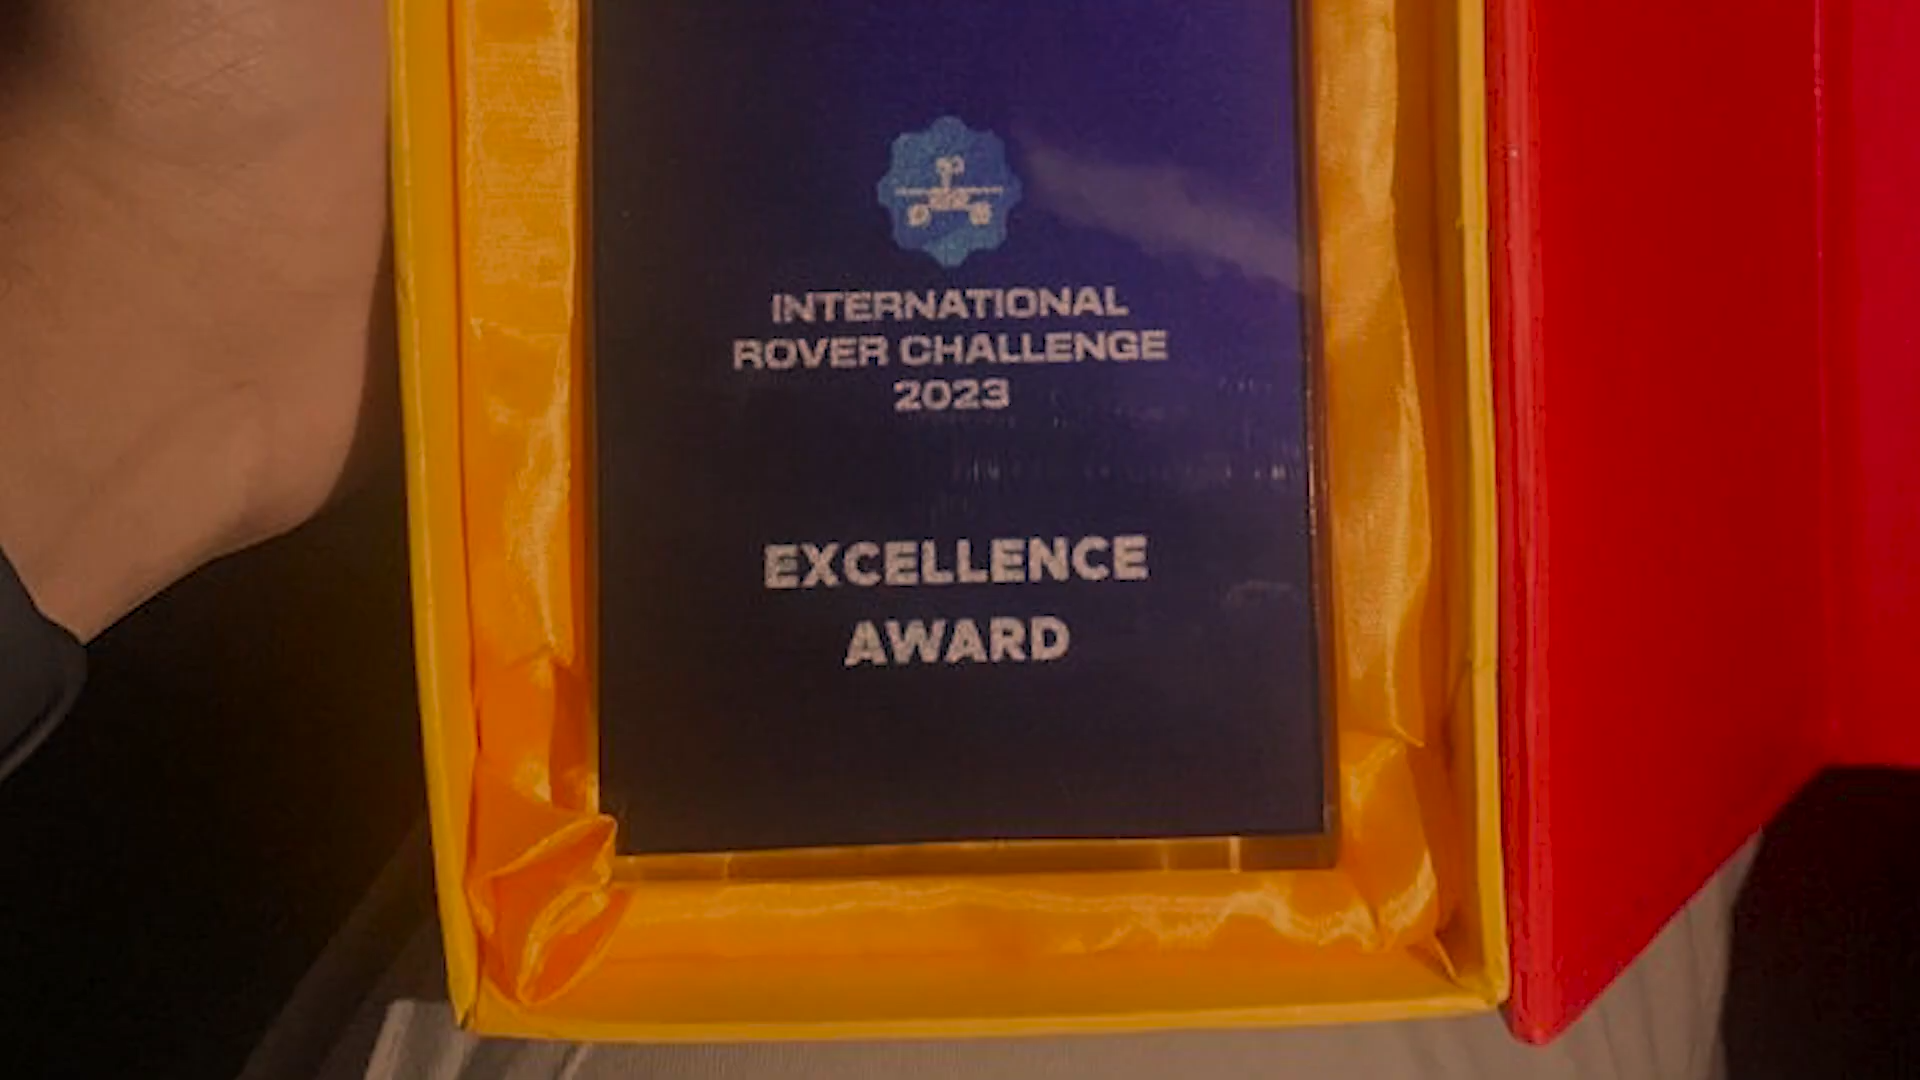 INTERNATIONAL
ROVER CHALLENGE
2023
EXCELLENCE
AWARD